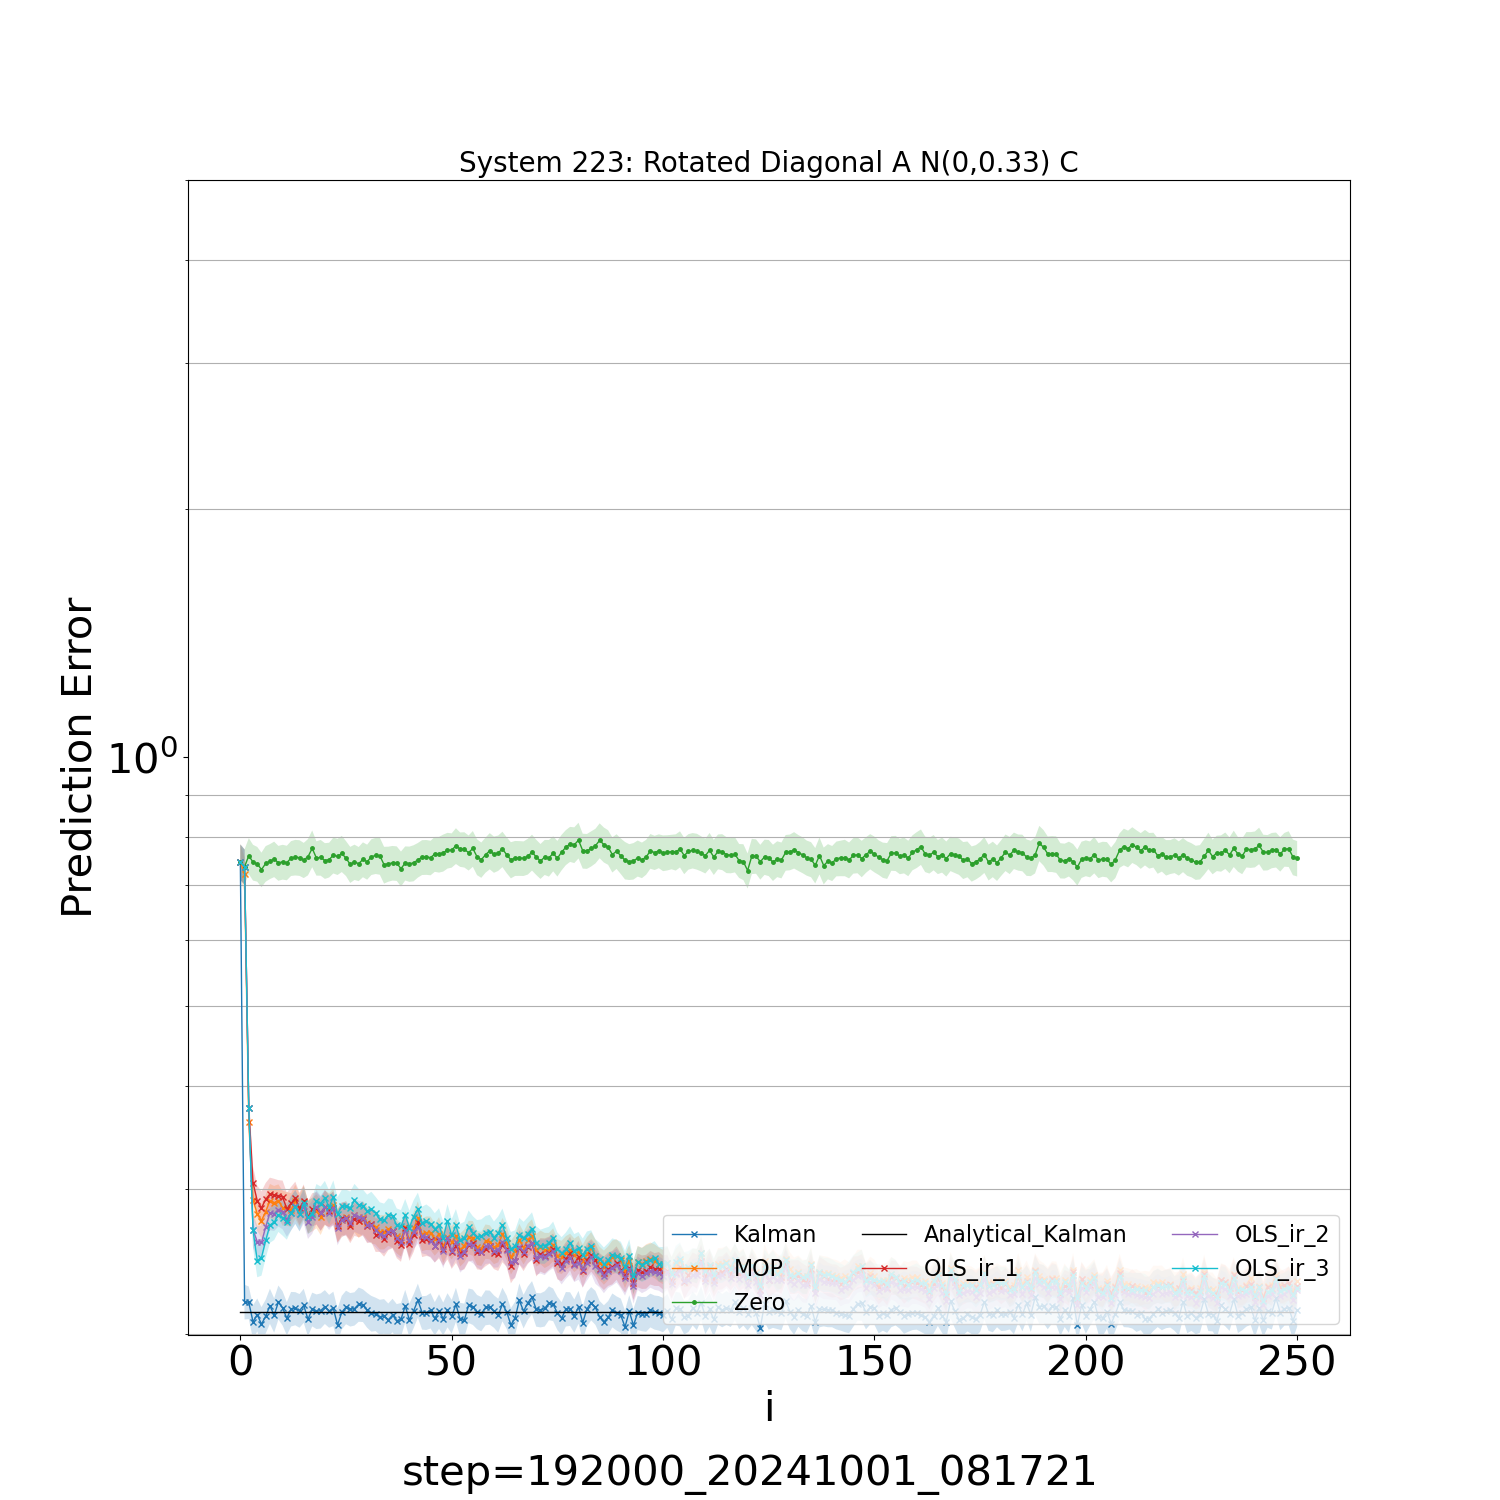 System 223: Rotated Diagonal A N(0,0.33) C
Prediction Error
10⁰
Kalman
MOP
Zero
Analytical_Kalman
OLS_ir_1
OLS_ir_2
OLS_ir_3
0 50 100 150 200 250
i
step=192000_20241001_081721